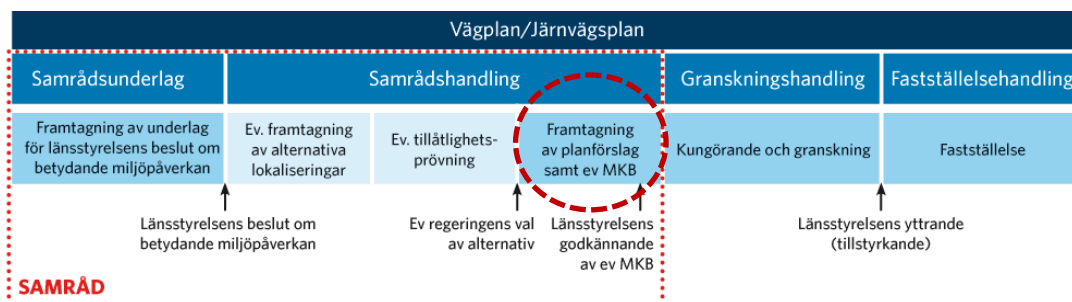 Vägplan/Järnvägsplan
Samrådsunderlag
Samrådshandling
Granskningshandling
Fastställelsehandling
Framtagning av underlag
för länsstyrelsens beslut om
betydande miljöpåverkan
Ev. framtagning
av alternativa
lokaliseringar
Ev. tillåtlighets-
prövning
Framtagning
av planförslag
samt ev MKB
Kungörande och granskning
Fastställelse
Länsstyrelsens beslut om
betydande miljöpåverkan
Ev regeringens val
av alternativ
Länsstyrelsens
godkännande
av ev MKB
Länsstyrelsens yttrande
(tillstyrkande)
SAMRÅD